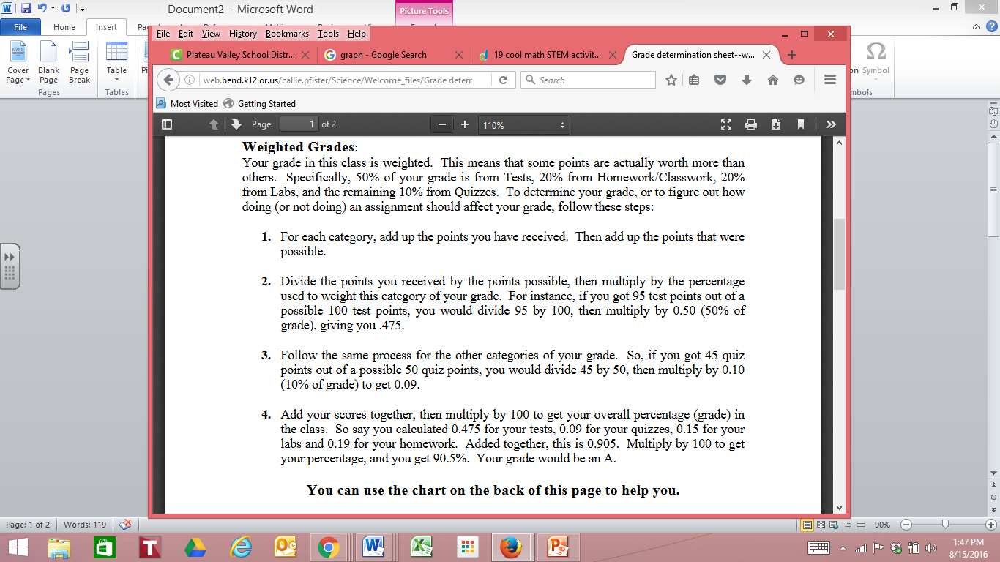 Document2 - Microsoft Word
Picture Tools
File
Home
Insert
File Edit View History Bookmarks Tools Help
Plateau Valley School Distr...
graph - Google Search
19 cool math STEM activit...
Grade determination sheet--w...
web.bend.k12.or.us/callie.pfister/Science/Welcome_files/Grade deterr
Search
Most Visited
Getting Started
Cover Page
Blank Page
Page Break
Table
Pages
Tables
Symbol
Page: 1 of 2
110%
Weighted Grades:
Your grade in this class is weighted. This means that some points are actually worth more than
others. Specifically, 50% of your grade is from Tests, 20% from Homework/Classwork, 20%
from Labs, and the remaining 10% from Quizzes. To determine your grade, or to figure out how
doing (or not doing) an assignment should affect your grade, follow these steps:
1. For each category, add up the points you have received. Then add up the points that were
possible.
2. Divide the points you received by the points possible, then multiply by the percentage
used to weight this category of your grade. For instance, if you got 95 test points out of a
possible 100 test points, you would divide 95 by 100, then multiply by 0.50 (50% of
grade), giving you .475.
3. Follow the same process for the other categories of your grade. So, if you got 45 quiz
points out of a possible 50 quiz points, you would divide 45 by 50, then multiply by 0.10
(10% of grade) to get 0.09.
4. Add your scores together, then multiply by 100 to get your overall percentage (grade) in
the class. So say you calculated 0.475 for your tests, 0.09 for your quizzes, 0.15 for your
labs and 0.19 for your homework. Added together, this is 0.905. Multiply by 100 to get
your percentage, and you get 90.5%. Your grade would be an A.
You can use the chart on the back of this page to help you.
Page: 1 of 2
Words: 119
90%
1:47 PM
8/15/2016